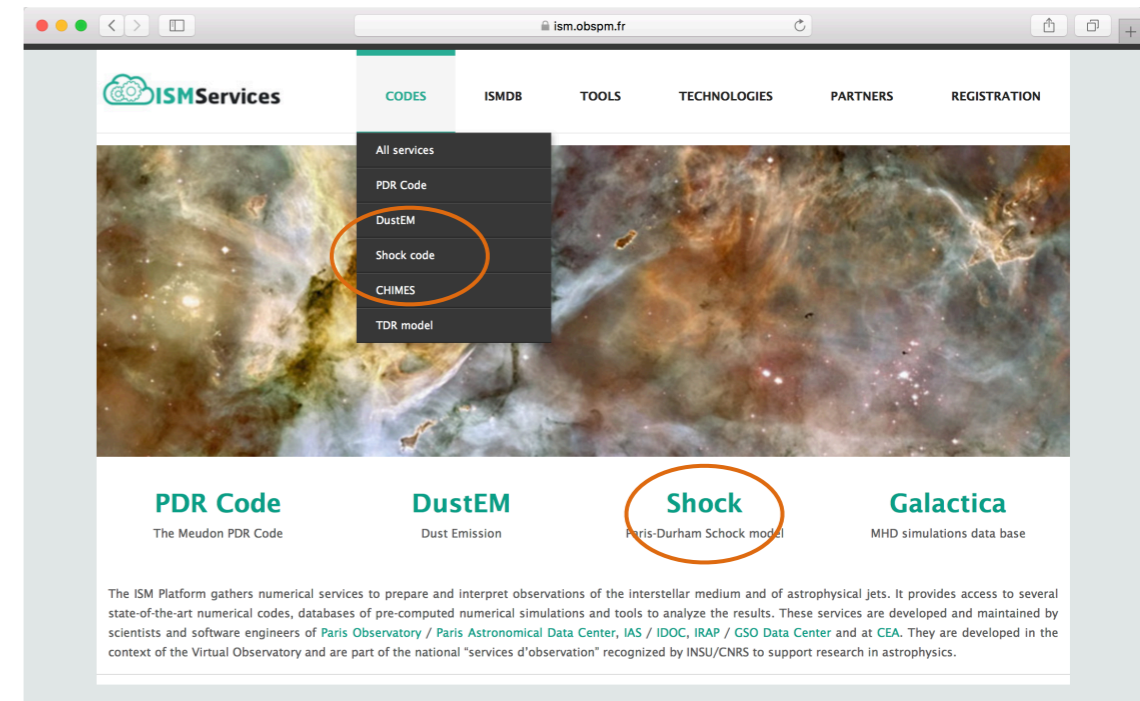 ism.obspm.fr
ISMServices
CODES ISMDB TOOLS TECHNOLOGIES PARTNERS REGISTRATION
All services
PDR Code
DustEM
Shock code
CHIMES
TDR model
PDR Code DustEM Shock Galactica
The Meudon PDR Code Dust Emission Paris-Durham Schock model MHD simulations data base
The ISM Platform gathers numerical services to prepare and interpret observations of the interstellar medium and of astrophysical jets. It provides access to several
state-of-the-art numerical codes, databases of pre-computed numerical simulations and tools to analyze the results. These services are developed and maintained by
scientists and software engineers of Paris Observatory / Paris Astronomical Data Center, IAS / IDOC, IRAP / GSO Data Center and at CEA. They are developed in the
context of the Virtual Observatory and are part of the national “services d’observation” recognized by INSU/CNRS to support research in astrophysics.